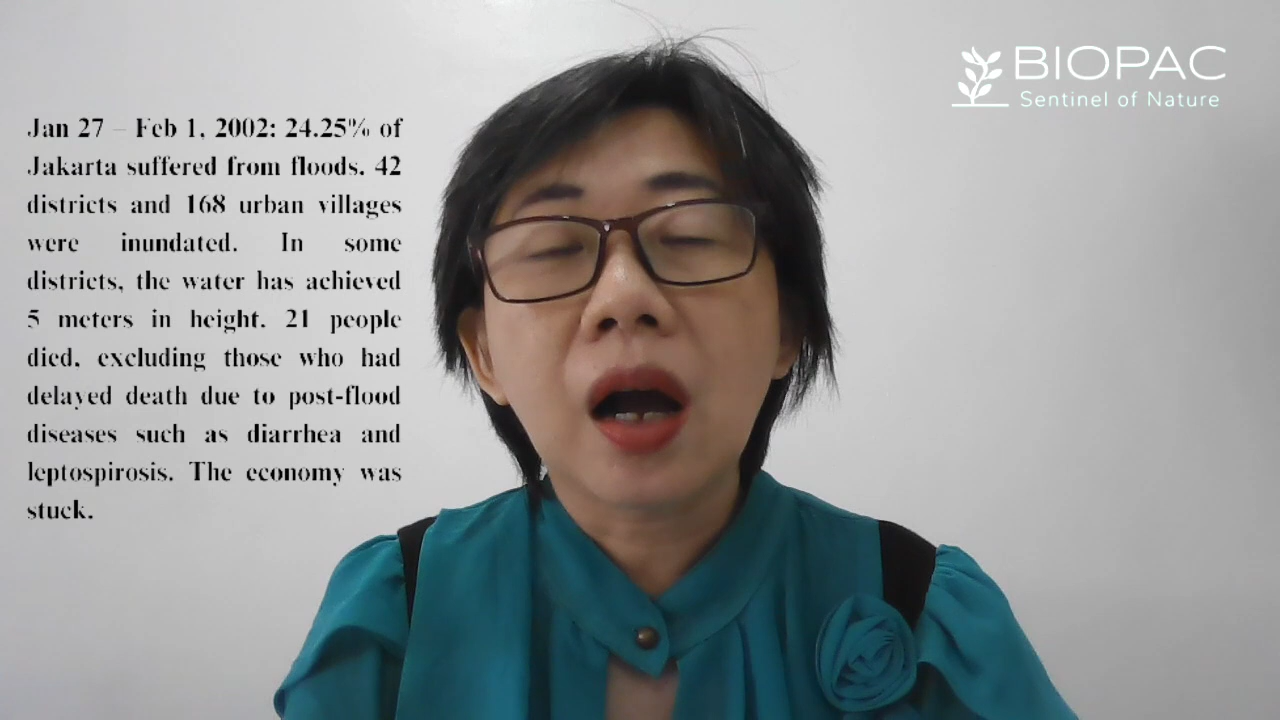 Jan 27 – Feb 1, 2002: 24.25% of
Jakarta suffered from floods. 42
districts and 168 urban villages
were inundated. In some
districts, the water has achieved
5 meters in height. 21 people
died, excluding those who had
delayed death due to post-flood
diseases such as diarrhea and
leptospirosis. The economy was
stuck.
BIOPAC
Sentinel of Nature